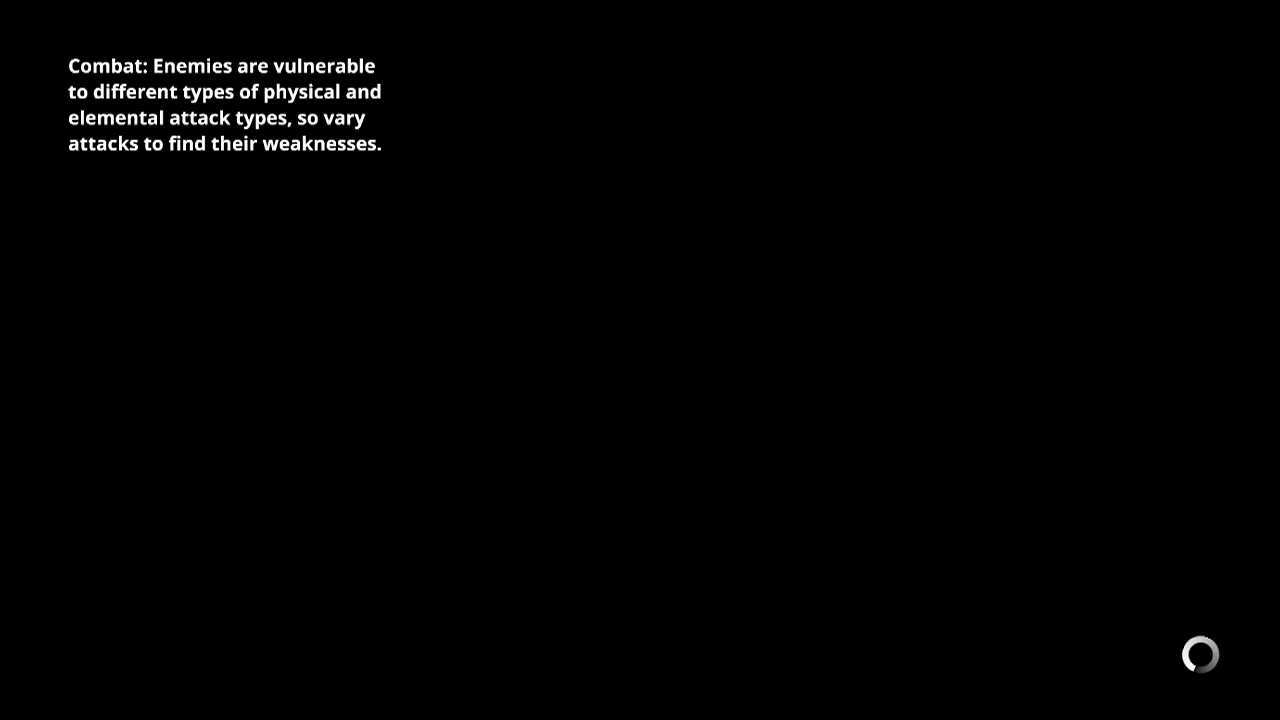 Combat: Enemies are vulnerable
to different types of physical and
elemental attack types, so vary
attacks to find their weaknesses.